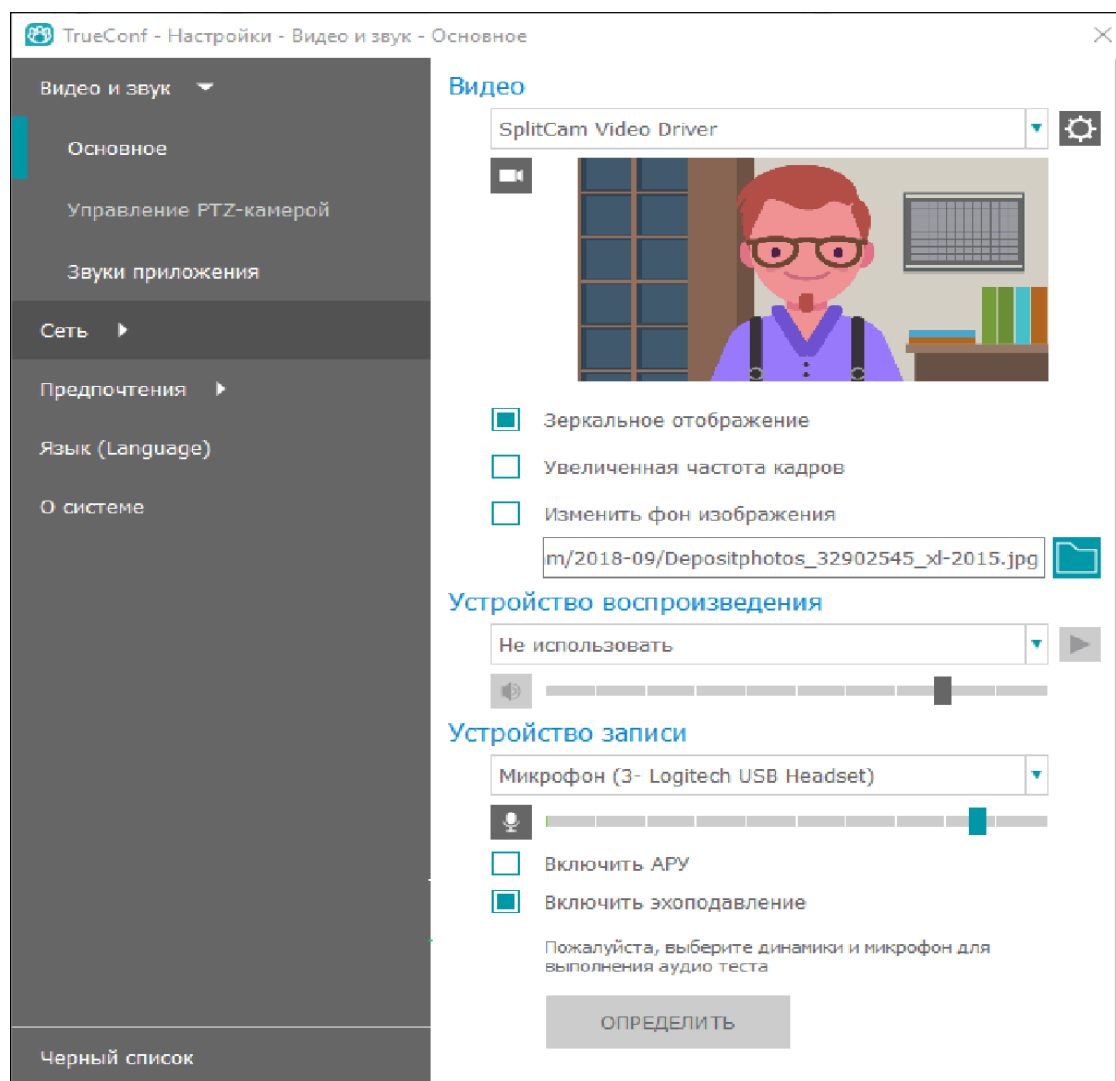 TrueConf - Настройки - Видео и звук - Основное
Видео и звук
Основное
Управление PTZ-камерой
Звуки приложения
Сеть
Предпочтения
Язык (Language)
О системе
Черный список
Видео
SplitCam Video Driver
Зеркальное отображение
Увеличенная частота кадров
Изменить фон изображения
m/2018-09/Depositphotos_32902545_xl-2015.jpg
Устройство воспроизведения
Не использовать
Устройство записи
Микрофон (3- Logitech USB Headset)
Включить АРУ
Включить эхоподавление
Пожалуйста, выберите динамики и микрофон для
выполнения аудио теста
ОПРЕДЕЛИТЬ